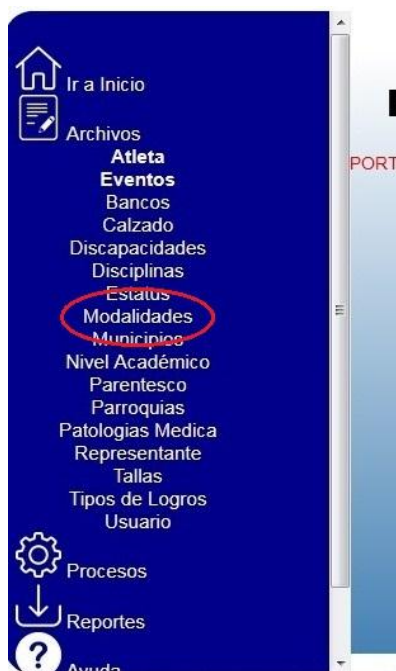 Ir a Inicio
Archivos
Atleta
Eventos
Bancos
Calzado
Discapacidades
Disciplinas
Estatus
Modalidades
Municipios
Nivel Académico
Parentesco
Parroquias
Patologias Medica
Representante
Tallas
Tipos de Logros
Usuario
Procesos
Reportes
Ayuda
PORT